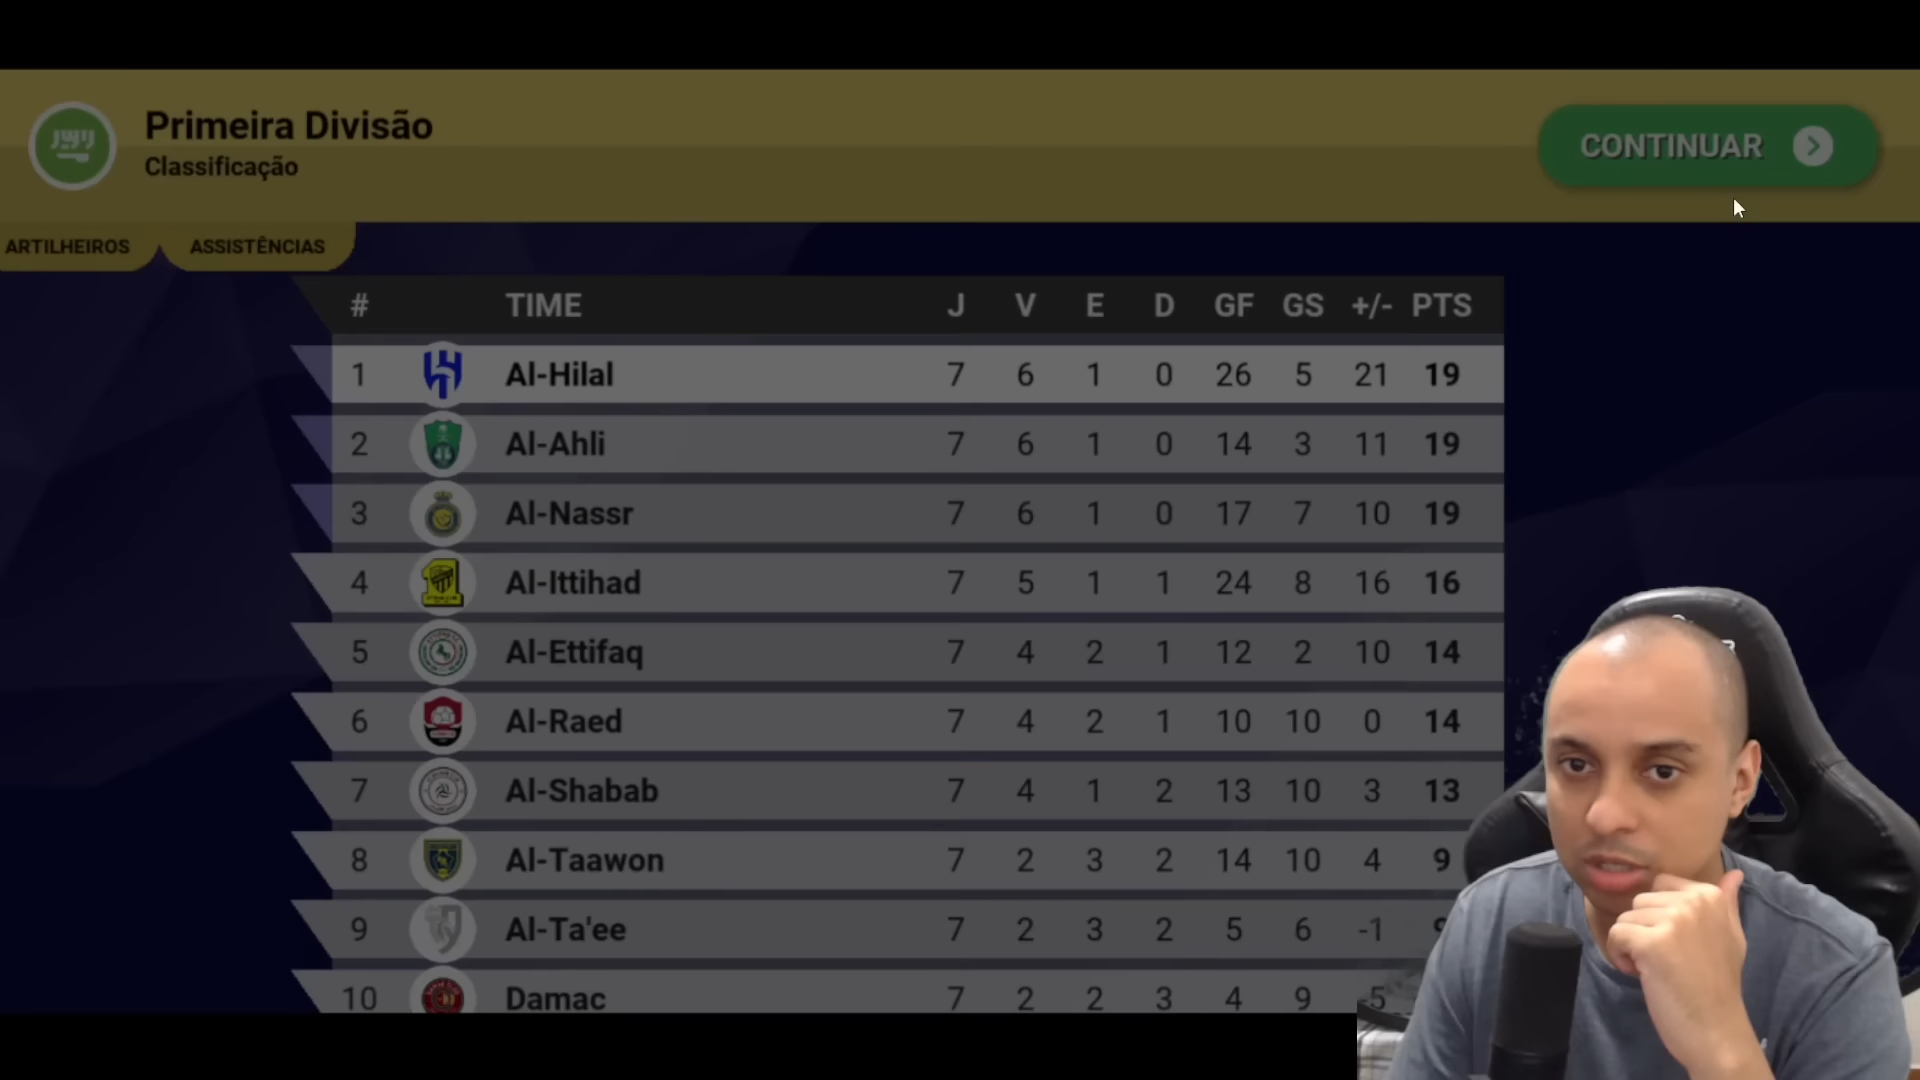 Primeira Divisão
Classificação
CONTINUAR
ARTILHEIROS ASSISTÊNCIAS
# TIME J V E D GF GS +/- PTS
1 Al-Hilal 7 6 1 0 26 5 21 19
2 Al-Ahli 7 6 1 0 14 3 11 19
3 Al-Nassr 7 6 1 0 17 7 10 19
4 Al-Ittihad 7 5 1 1 24 8 16 16
5 Al-Ettifaq 7 4 2 1 12 2 10 14
6 Al-Raed 7 4 2 1 10 10 0 14
7 Al-Shabab 7 4 1 2 13 10 3 13
8 Al-Taawon 7 2 3 2 14 10 4 9
9 Al-Ta'ee 7 2 3 2 5 6 -1
10 Damac 7 2 2 3 4 9 -5